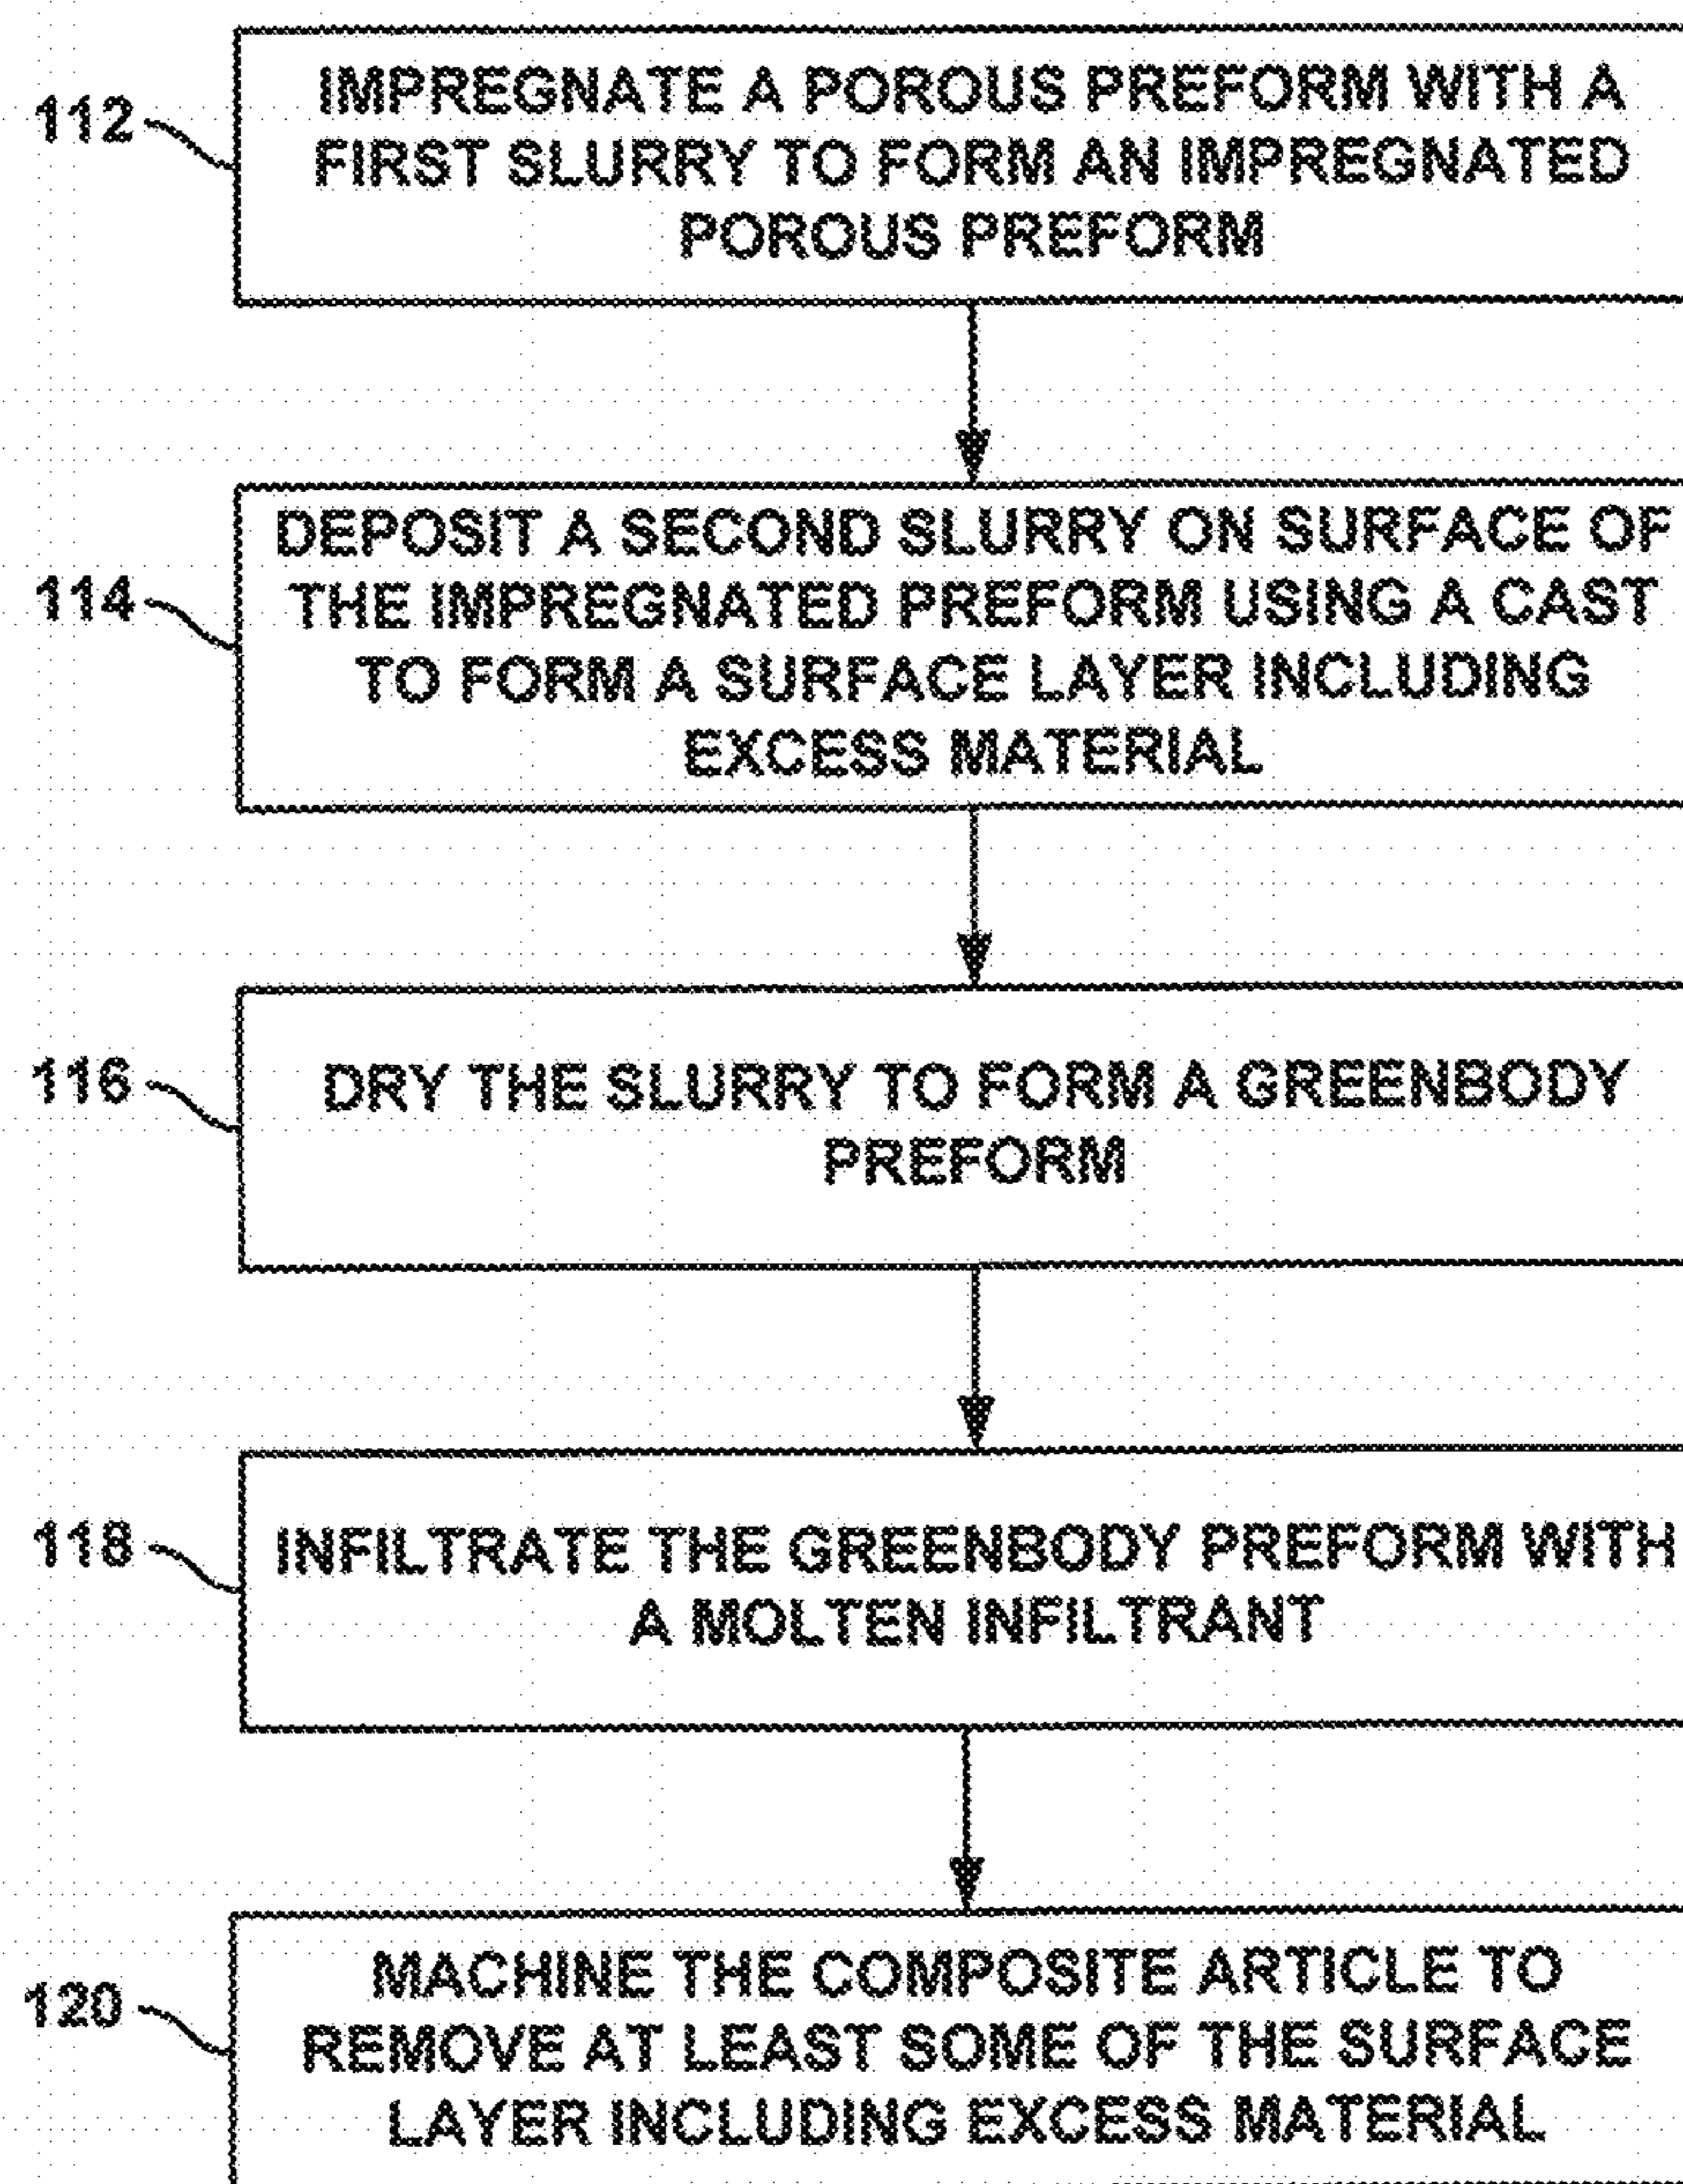 112
IMPREGNATE A POROUS PREFORM WITH A
FIRST SLURRY TO FORM AN IMPREGNATED
POROUS PREFORM
114
DEPOSIT A SECOND SLURRY ON SURFACE OF
THE IMPREGNATED PREFORM USING A CAST
TO FORM A SURFACE LAYER INCLUDING
EXCESS MATERIAL
116
DRY THE SLURRY TO FORM A GREENBODY
PREFORM
118
INFILTRATE THE GREENBODY PREFORM WITH
A MOLTEN INFILTRANT
120
MACHINE THE COMPOSITE ARTICLE TO
REMOVE AT LEAST SOME OF THE SURFACE
LAYER INCLUDING EXCESS MATERIAL